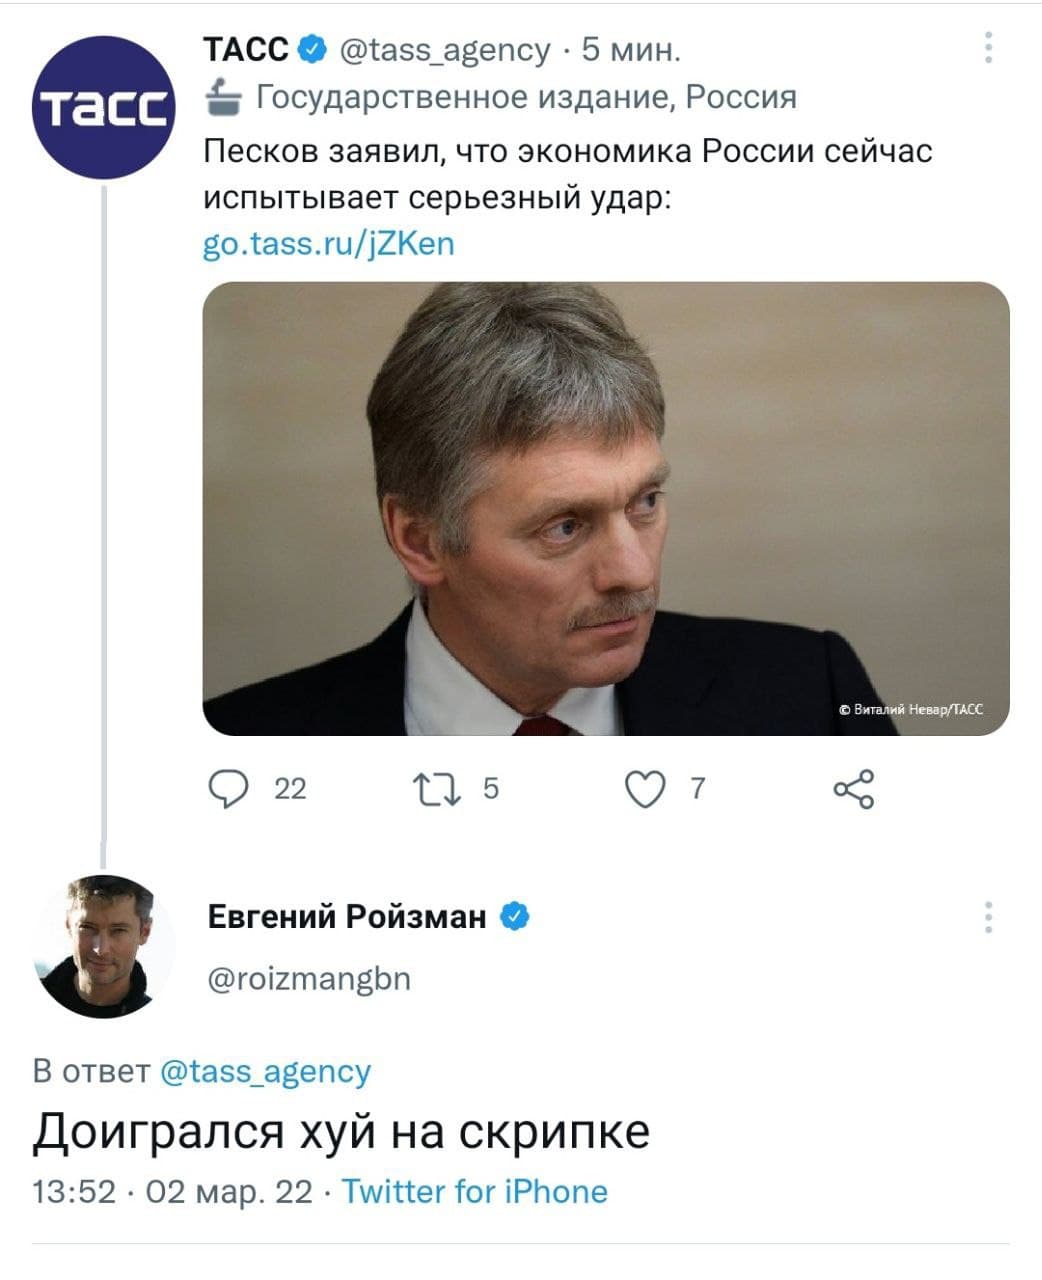 тасс
ТАСС @tass_agency · 5 мин.
Государственное издание, Россия
Песков заявил, что экономика России сейчас
испытывает серьезный удар:
go.tass.ru/jZKen
© Виталий Невар/ТАСС
22 5 7
Евгений Ройзман
@roizmangbn
В ответ @tass_agency
Доигрался хуй на скрипке
13:52 · 02 мар. 22 · Twitter for iPhone